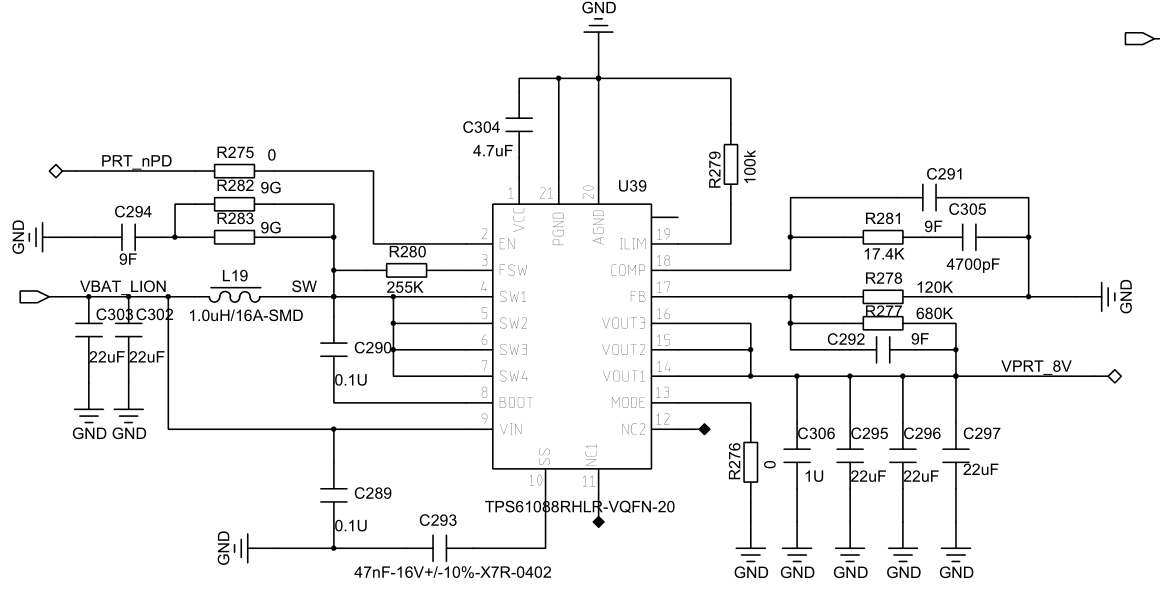 GND
C304
4.7uF
R279
100k
PRT_nPD
R275 0
R282 9G
R283 9G
C294
9F
GND
U39
1
21
20
VCC
PGND
AGND
2 EN
3 FSW
4 SW1
5 SW2
6 SW3
7 SW4
8 BOOT
9 VIN
ILIM 19
COMP 18
FB 17
VOUT3 16
VOUT2 15
VOUT1 14
MODE 13
NC2 12
SS
NC1
10
11
TPS61088RHLR-VQFN-20
R280
255K
VBAT_LION
L19
1.0uH/16A-SMD
SW
C303 C302
22uF 22uF
GND GND
C290
0.1U
C289
0.1U
GND
C293
47nF-16V+/-10%-X7R-0402
C291
9F
R281
17.4K
C305
4700pF
R278 120K
R277 680K
C292 9F
GND
VPRT_8V
R276
0
C306 C295 C296 C297
1U 22uF 22uF 22uF
GND GND GND GND GND